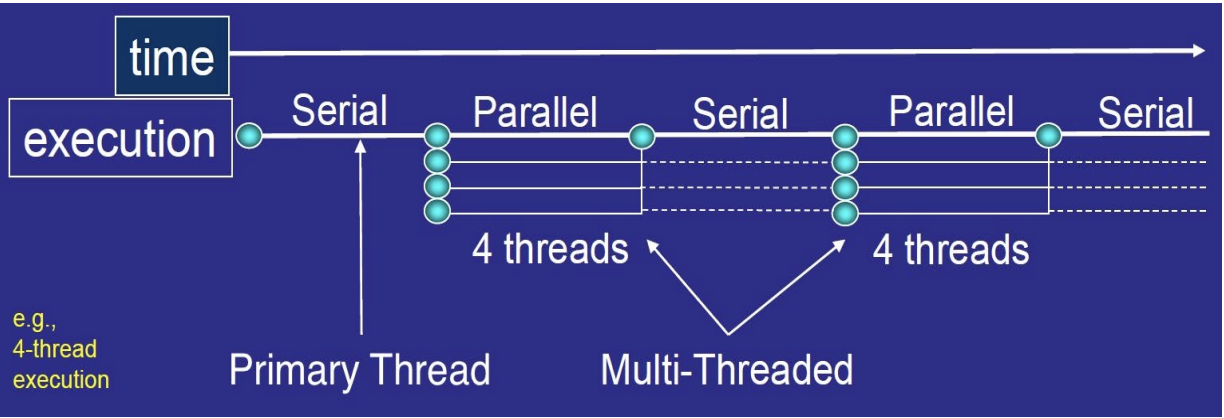 time
execution
Serial
Parallel
Serial
Parallel
Serial
4 threads
4 threads
e.g.,
4-thread
execution
Primary Thread
Multi-Threaded